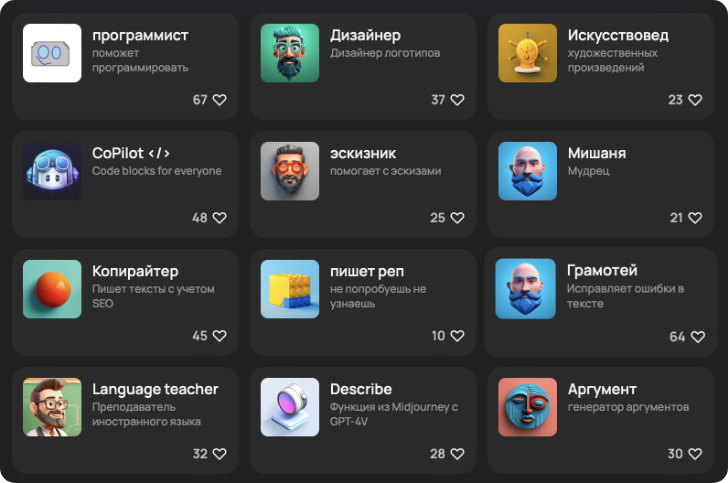 программист
поможет
программировать
67
Дизайнер
Дизайнер логотипов
37
Искусствовед
художественных
произведений
23
CoPilot </>
Code blocks for everyone
48
эскизник
помогает с эскизами
25
Мишаня
Мудрец
21
Копирайтер
Пишет тексты с учетом
SEO
45
пишет реп
не попробуешь не
узнаешь
10
Грамотей
Исправляет ошибки в
тексте
64
Language teacher
Преподаватель
иностранного языка
32
Describe
Функция из Midjourney с
GPT-4V
28
Аргумент
генератор аргументов
30